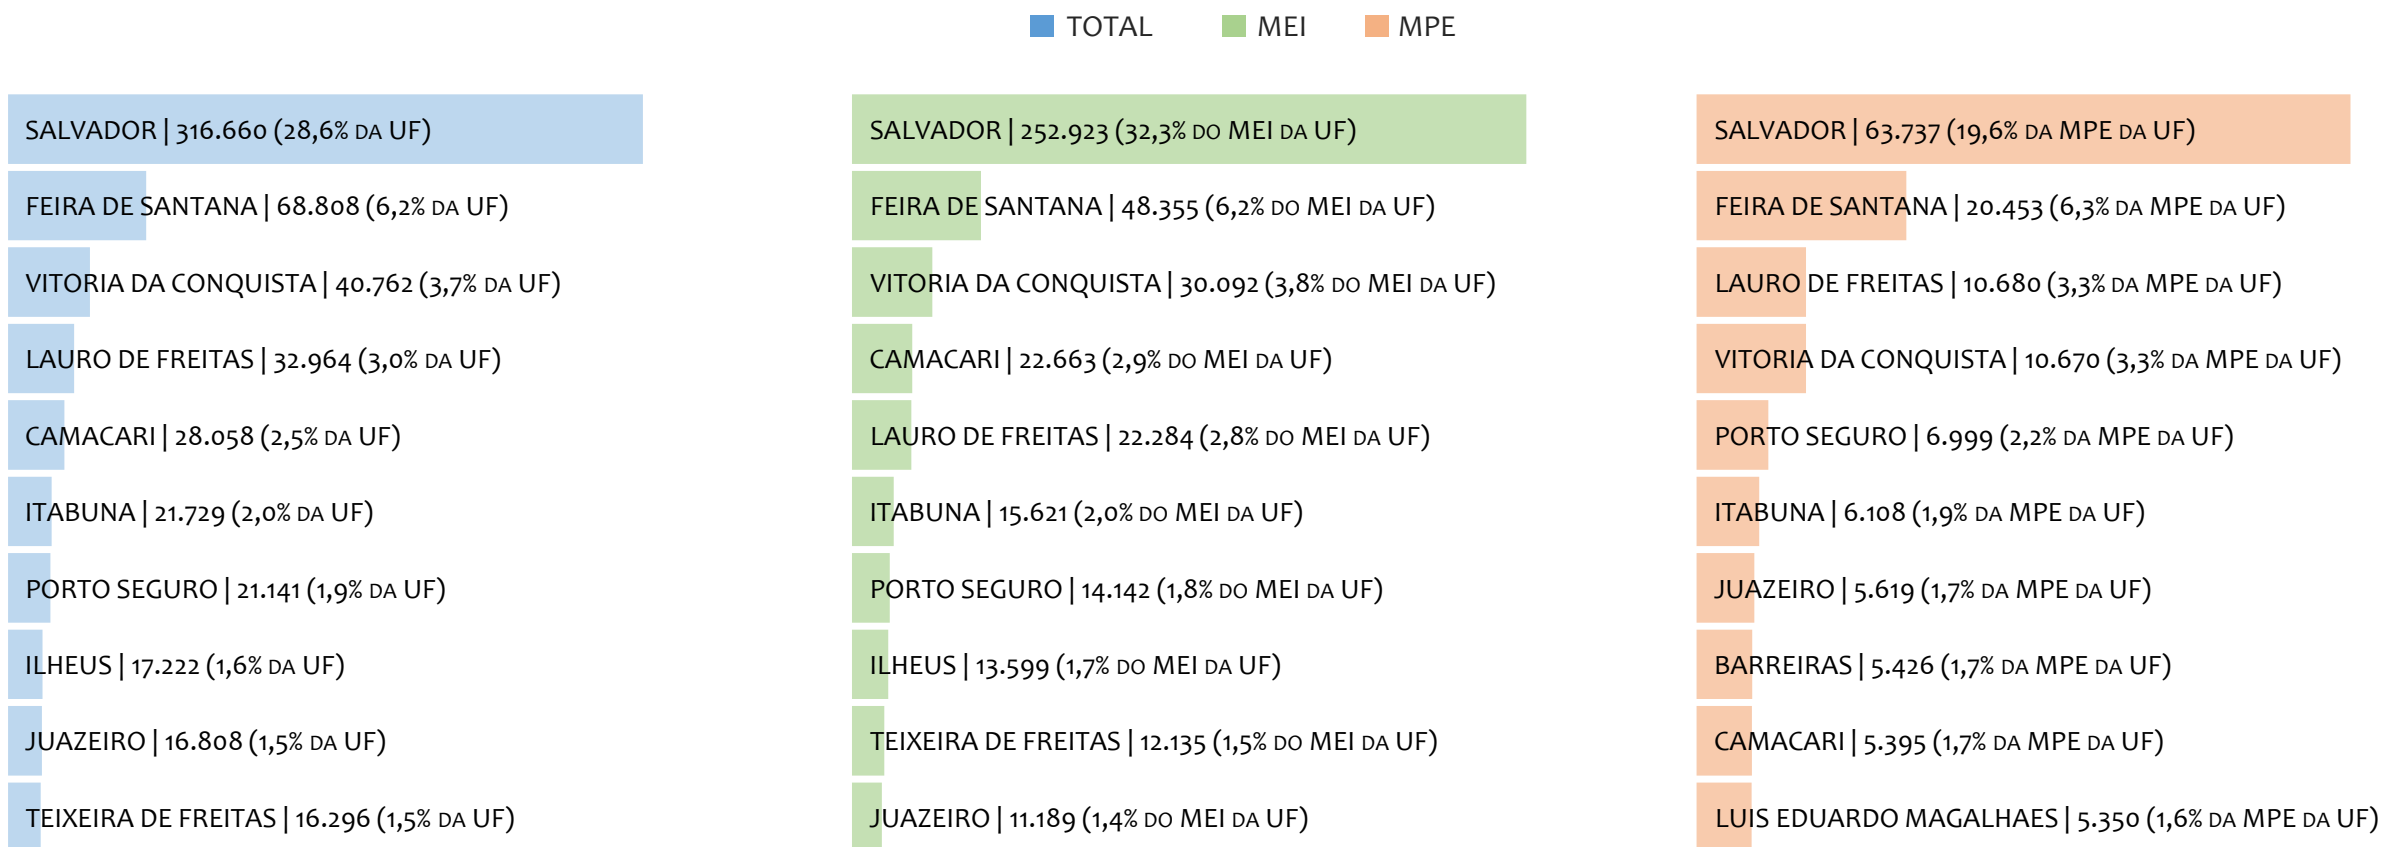 TOTAL MEI MPE
SALVADOR | 316.660 (28,6% DA UF)
FEIRA DE SANTANA | 68.808 (6,2% DA UF)
VITORIA DA CONQUISTA | 40.762 (3,7% DA UF)
LAURO DE FREITAS | 32.964 (3,0% DA UF)
CAMACARI | 28.058 (2,5% DA UF)
ITABUNA | 21.729 (2,0% DA UF)
PORTO SEGURO | 21.141 (1,9% DA UF)
ILHEUS | 17.222 (1,6% DA UF)
JUAZEIRO | 16.808 (1,5% DA UF)
TEIXEIRA DE FREITAS | 16.296 (1,5% DA UF)
SALVADOR | 252.923 (32,3% DO MEI DA UF)
FEIRA DE SANTANA | 48.355 (6,2% DO MEI DA UF)
VITORIA DA CONQUISTA | 30.092 (3,8% DO MEI DA UF)
CAMACARI | 22.663 (2,9% DO MEI DA UF)
LAURO DE FREITAS | 22.284 (2,8% DO MEI DA UF)
ITABUNA | 15.621 (2,0% DO MEI DA UF)
PORTO SEGURO | 14.142 (1,8% DO MEI DA UF)
ILHEUS | 13.599 (1,7% DO MEI DA UF)
TEIXEIRA DE FREITAS | 12.135 (1,5% DO MEI DA UF)
JUAZEIRO | 11.189 (1,4% DO MEI DA UF)
SALVADOR | 63.737 (19,6% DA MPE DA UF)
FEIRA DE SANTANA | 20.453 (6,3% DA MPE DA UF)
LAURO DE FREITAS | 10.680 (3,3% DA MPE DA UF)
VITORIA DA CONQUISTA | 10.670 (3,3% DA MPE DA UF)
PORTO SEGURO | 6.999 (2,2% DA MPE DA UF)
ITABUNA | 6.108 (1,9% DA MPE DA UF)
JUAZEIRO | 5.619 (1,7% DA MPE DA UF)
BARREIRAS | 5.426 (1,7% DA MPE DA UF)
CAMACARI | 5.395 (1,7% DA MPE DA UF)
LUIS EDUARDO MAGALHAES | 5.350 (1,6% DA MPE DA UF)